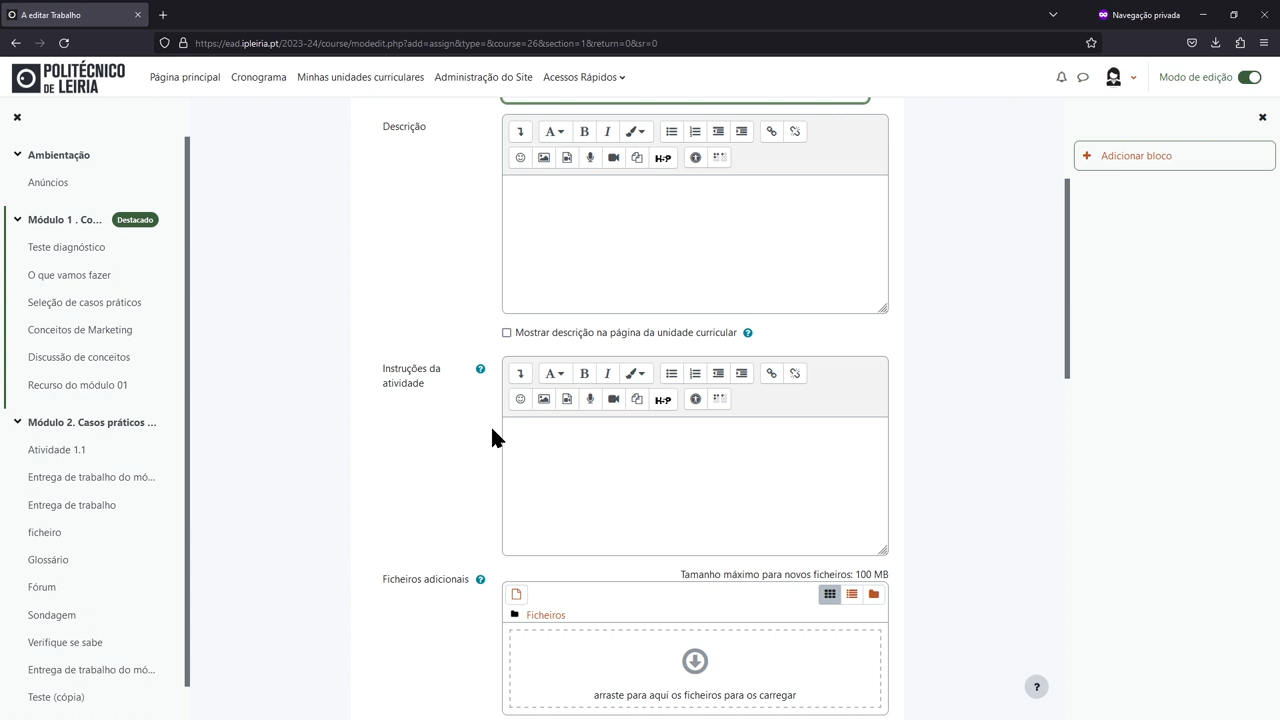 A editar Trabalho
Navegação privada
https://ead.ipleiria.pt/2023-24/course/modedit.php?add=assign&type=&course=26&section=1&return=0&sr=0
POLITÉCNICO
DE LEIRIA
Página principal
Cronograma
Minhas unidades curriculares
Administração do Site
Acessos Rápidos
Modo de edição
Ambientação
Anúncios
Módulo 1 . Co...
Destacado
Teste diagnóstico
O que vamos fazer
Seleção de casos práticos
Conceitos de Marketing
Discussão de conceitos
Recurso do módulo 01
Módulo 2. Casos práticos ...
Atividade 1.1
Entrega de trabalho do mó...
Entrega de trabalho
ficheiro
Glossário
Fórum
Sondagem
Verifique se sabe
Entrega de trabalho do mó...
Teste (cópia)
Descrição
A
B
I
H-P
Mostrar descrição na página da unidade curricular
?
Instruções da
atividade
?
A
B
I
H-P
Ficheiros adicionais
?
Tamanho máximo para novos ficheiros: 100 MB
Ficheiros
arraste para aqui os ficheiros para os carregar
Adicionar bloco
?